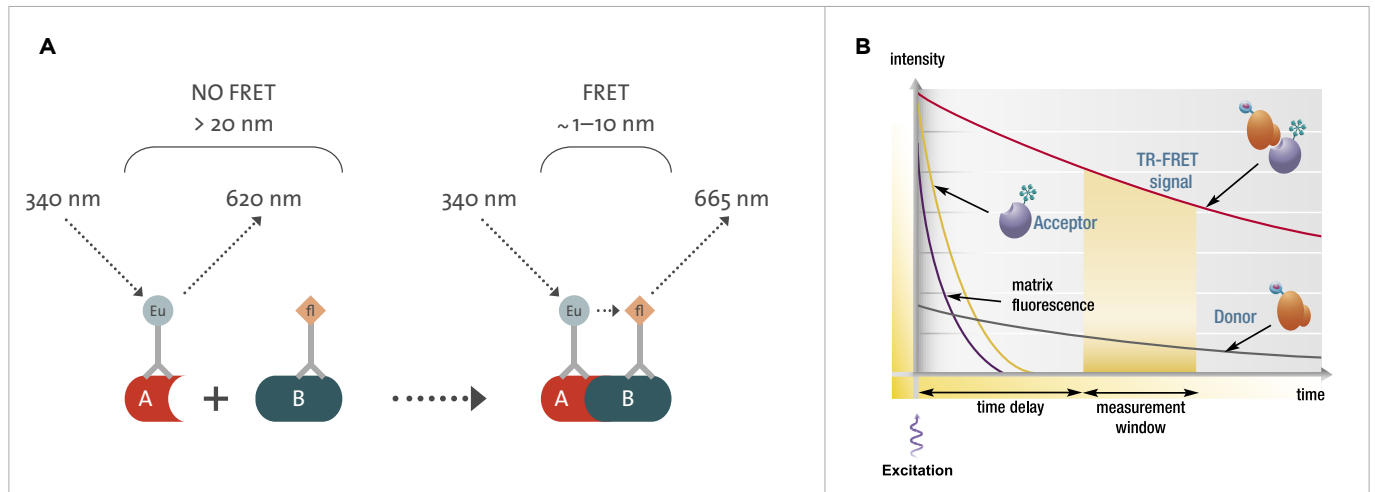 A
NO FRET
> 20 nm
340 nm
620 nm
Eu
fl
A
+
B
FRET
~1–10 nm
340 nm
665 nm
Eu
fl
A
B
B
intensity
TR-FRET
signal
Acceptor
matrix
fluorescence
Donor
time delay
measurement
window
time
Excitation